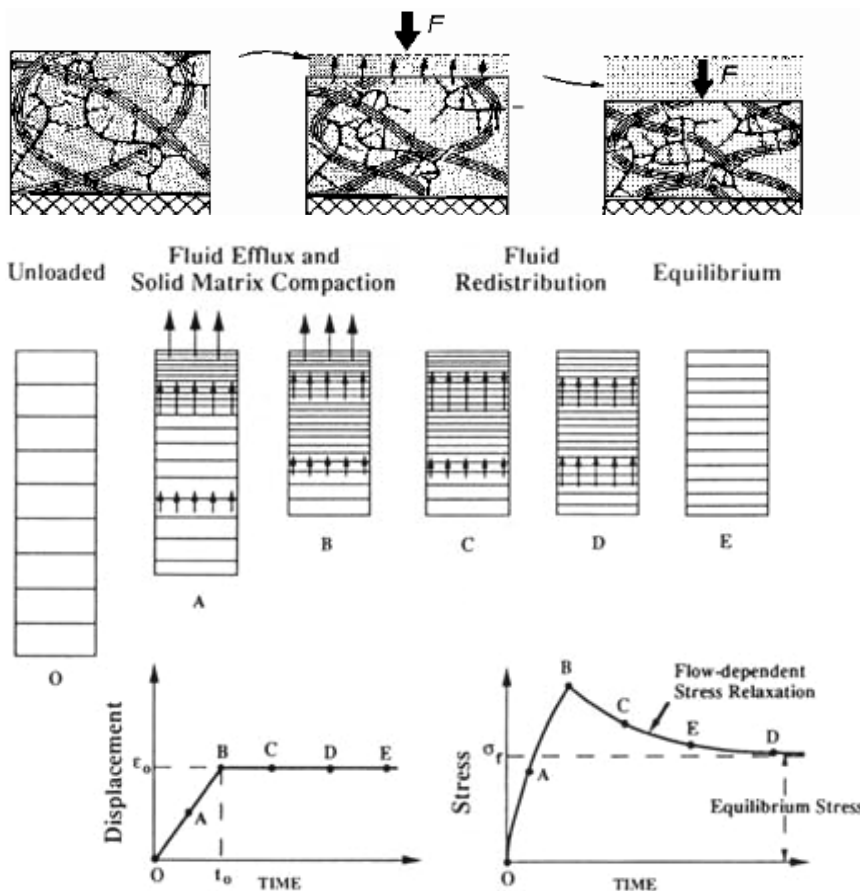 F
F
Unloaded
Fluid Efflux and
Solid Matrix Compaction
Fluid
Redistribution
Equilibrium
O
A
B
C
D
E
Displacement
ε₀
O
A
B
C
D
E
t₀
TIME
Stress
σ_f
O
A
B
C
E
D
Flow-dependent
Stress Relaxation
Equilibrium Stress
TIME